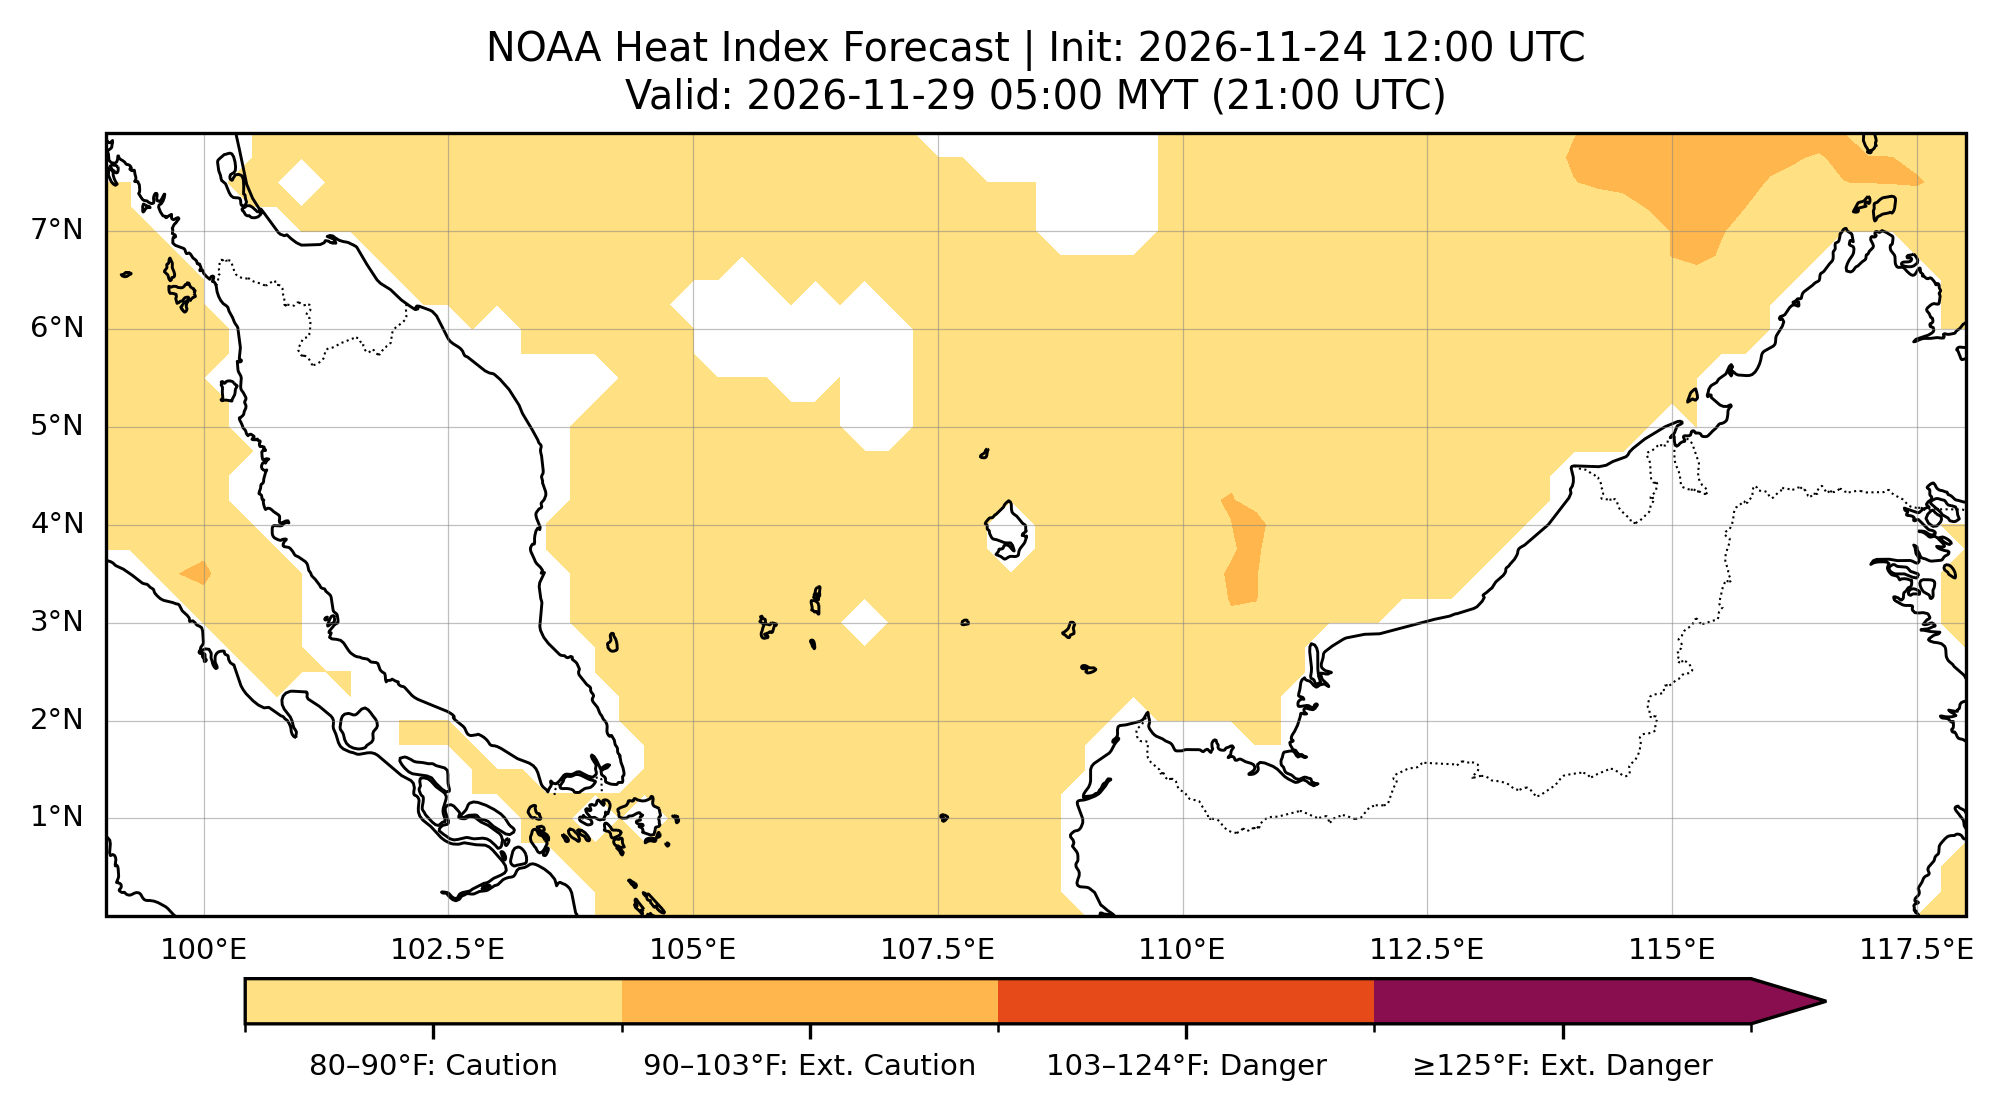 NOAA Heat Index Forecast | Init: 2026-11-24 12:00 UTC
Valid: 2026-11-29 05:00 MYT (21:00 UTC)
7°N
6°N
5°N
4°N
3°N
2°N
1°N
100°E 102.5°E 105°E 107.5°E 110°E 112.5°E 115°E 117.5°E
80–90°F: Caution 90–103°F: Ext. Caution 103–124°F: Danger ≥125°F: Ext. Danger